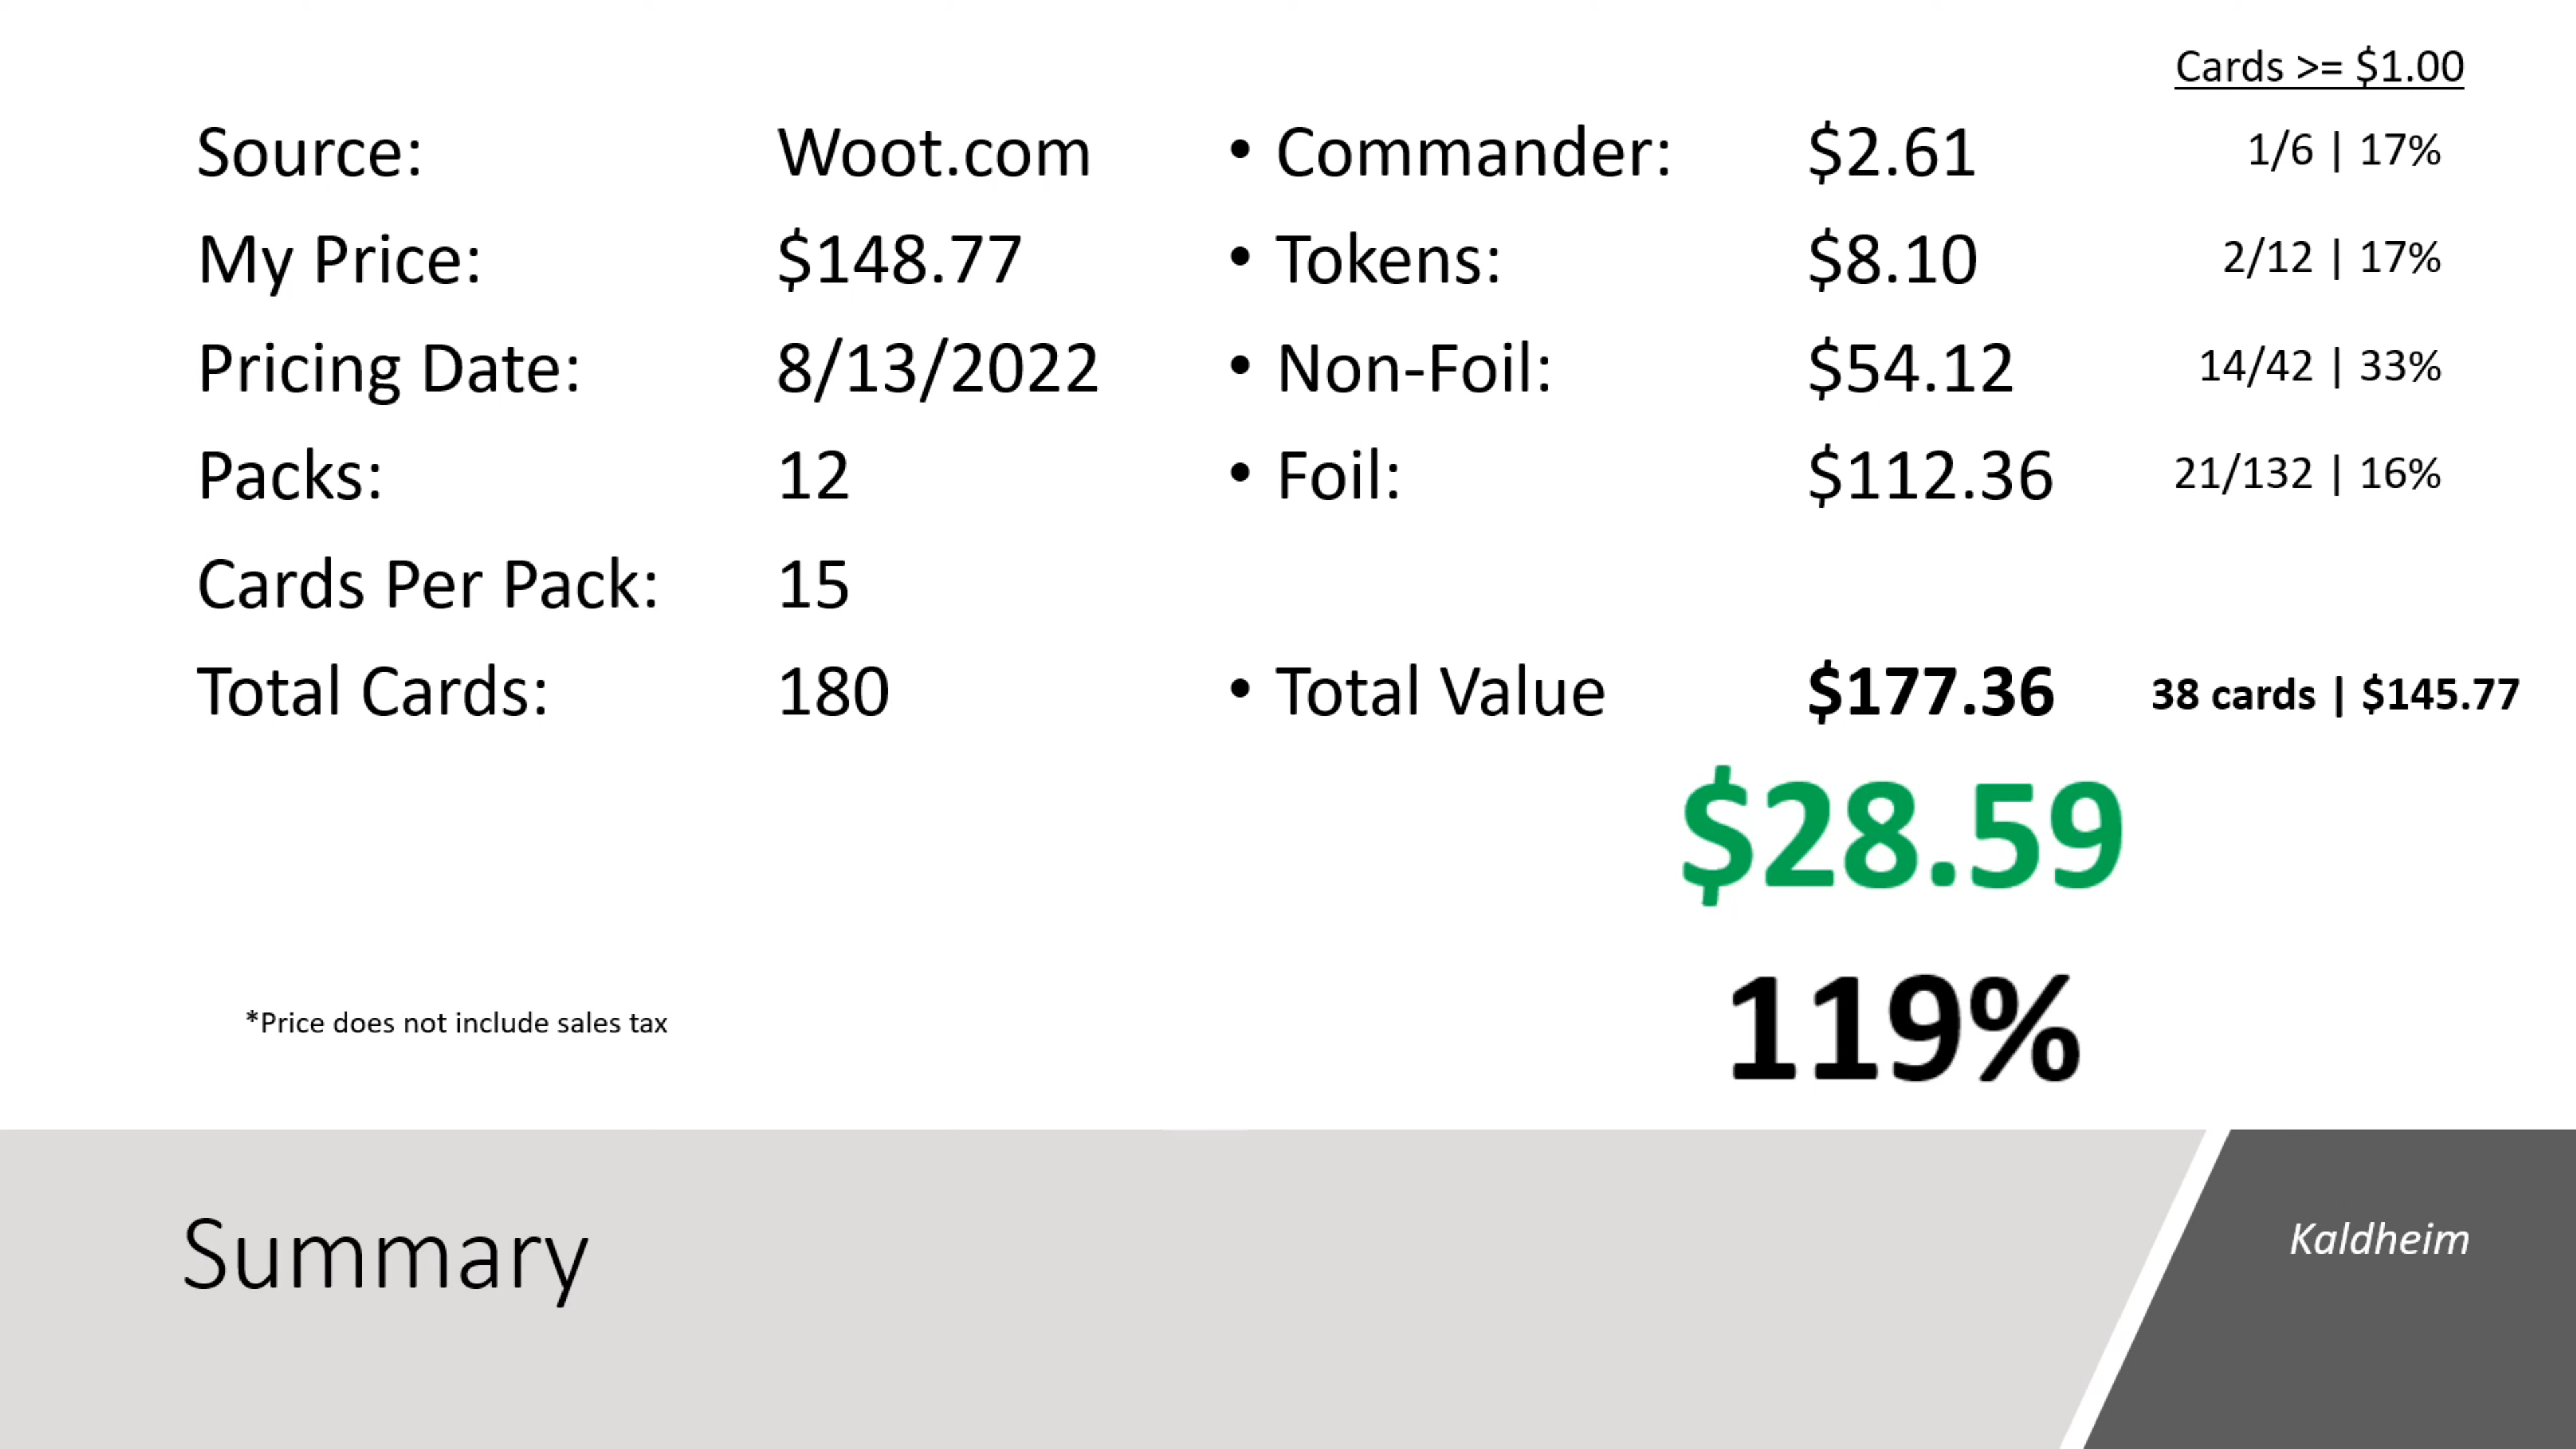 Cards >= $1.00
Source: Woot.com • Commander: $2.61 1/6 | 17%
My Price: $148.77 • Tokens: $8.10 2/12 | 17%
Pricing Date: 8/13/2022 • Non-Foil: $54.12 14/42 | 33%
Packs: 12 • Foil: $112.36 21/132 | 16%
Cards Per Pack: 15
Total Cards: 180 • Total Value $177.36 38 cards | $145.77
$28.59
119%
*Price does not include sales tax
Summary
Kaldheim